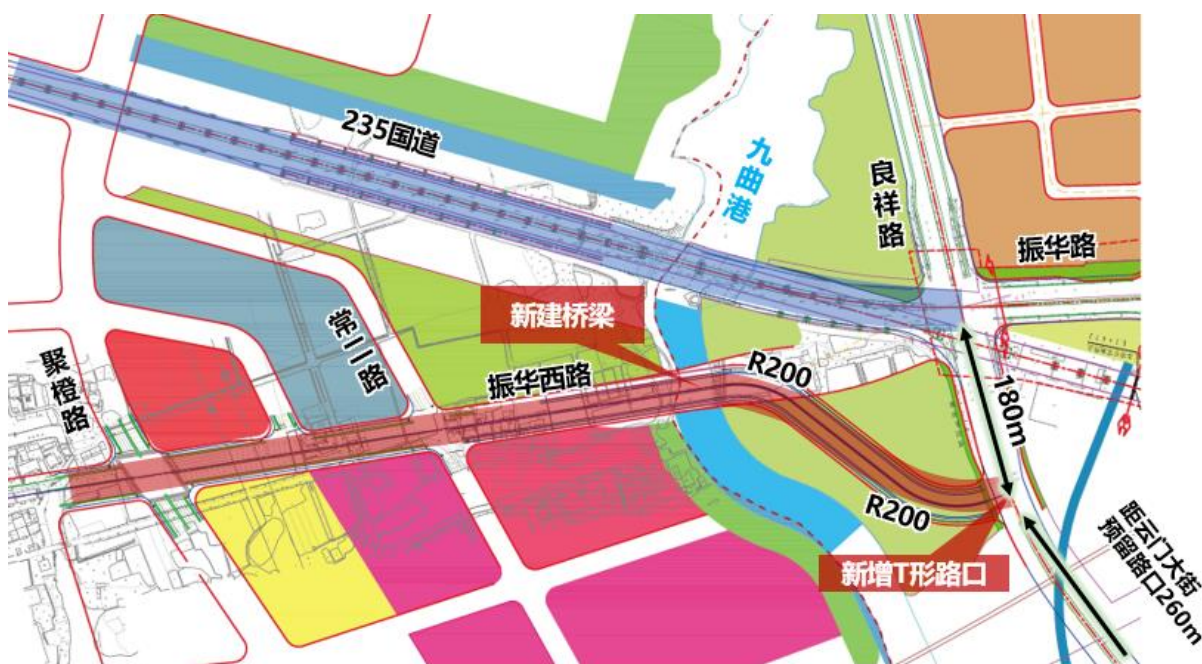 235国道
九曲港
良祥路
振华路
新建桥梁
常二路
聚橙路
振华西路
R200
180m
R200
新增T形路口
距云门大街
预留路口260m